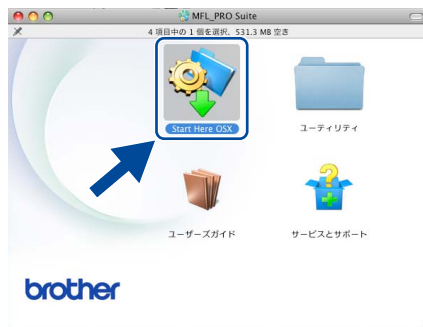 MFL_PRO Suite
4 項目中の 1 個を選択、531.3 MB 空き
Start Here OSX
ユーティリティ
ユーザーズガイド
サービスとサポート
brother